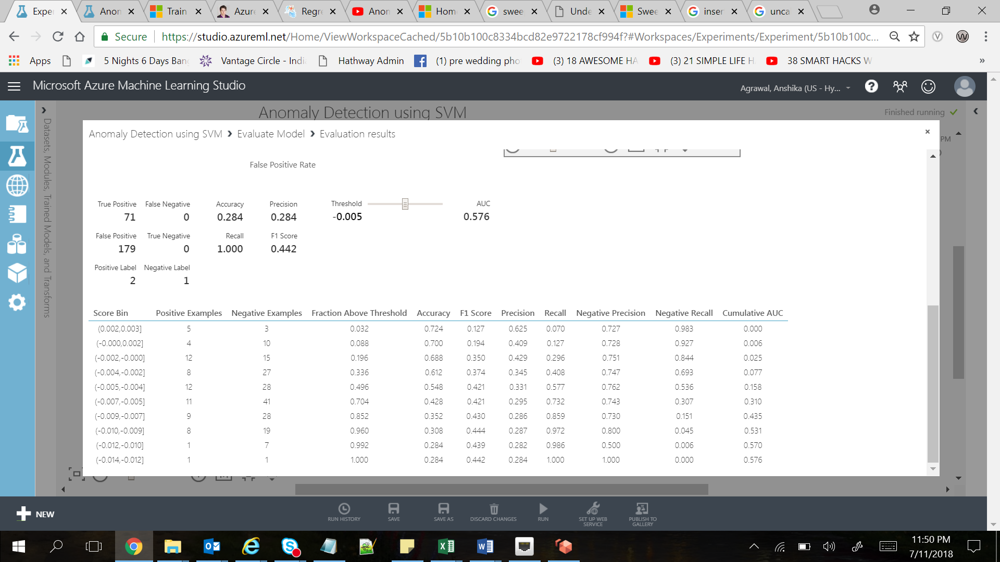 Exper
Anon
Train
Azur
Regre
Anon
Hom
swee
Unde
Swee
inser
unca
Secure
https://studio.azureml.net/Home/ViewWorkspaceCached/5b10b100c8334bcd82e9722178cf994f?#Workspaces/Experiments/Experiment/5b10b100c...
Apps
5 Nights 6 Days Ban
Vantage Circle - Indi
Hathway Admin
(1) pre wedding pho
(3) 18 AWESOME HA
(3) 21 SIMPLE LIFE H
38 SMART HACKS W
»
Microsoft Azure Machine Learning Studio
Agrawal, Anshika (US - Hy...
Datasets, Modules, Trained Models, and Transforms
Anomaly Detection using SVM
Finished running
Anomaly Detection using SVM > Evaluate Model > Evaluation results
PM
False Positive Rate
True Positive False Negative Accuracy Precision Threshold AUC
71 0 0.284 0.284 -0.005 0.576
False Positive True Negative Recall F1 Score
179 0 1.000 0.442
Positive Label Negative Label
2 1
Score Bin Positive Examples Negative Examples Fraction Above Threshold Accuracy F1 Score Precision Recall Negative Precision Negative Recall Cumulative AUC
(0.002,0.003] 5 3 0.032 0.724 0.127 0.625 0.070 0.727 0.983 0.000
(-0.000,0.002] 4 10 0.088 0.700 0.194 0.409 0.127 0.728 0.927 0.006
(-0.002,-0.000] 12 15 0.196 0.688 0.350 0.429 0.296 0.751 0.844 0.025
(-0.004,-0.002] 8 27 0.336 0.612 0.374 0.345 0.408 0.747 0.693 0.077
(-0.005,-0.004] 12 28 0.496 0.548 0.421 0.331 0.577 0.762 0.536 0.158
(-0.007,-0.005] 11 41 0.704 0.428 0.421 0.295 0.732 0.743 0.307 0.310
(-0.009,-0.007] 9 28 0.852 0.352 0.430 0.286 0.859 0.730 0.151 0.435
(-0.010,-0.009] 8 19 0.960 0.308 0.444 0.287 0.972 0.800 0.045 0.531
(-0.012,-0.010] 1 7 0.992 0.284 0.439 0.282 0.986 0.500 0.006 0.570
(-0.014,-0.012] 1 1 1.000 0.284 0.442 0.284 1.000 1.000 0.000 0.576
NEW
RUN HISTORY
SAVE
SAVE AS
DISCARD CHANGES
RUN
SET UP WEB
SERVICE
PUBLISH TO
GALLERY
11:50 PM
7/11/2018